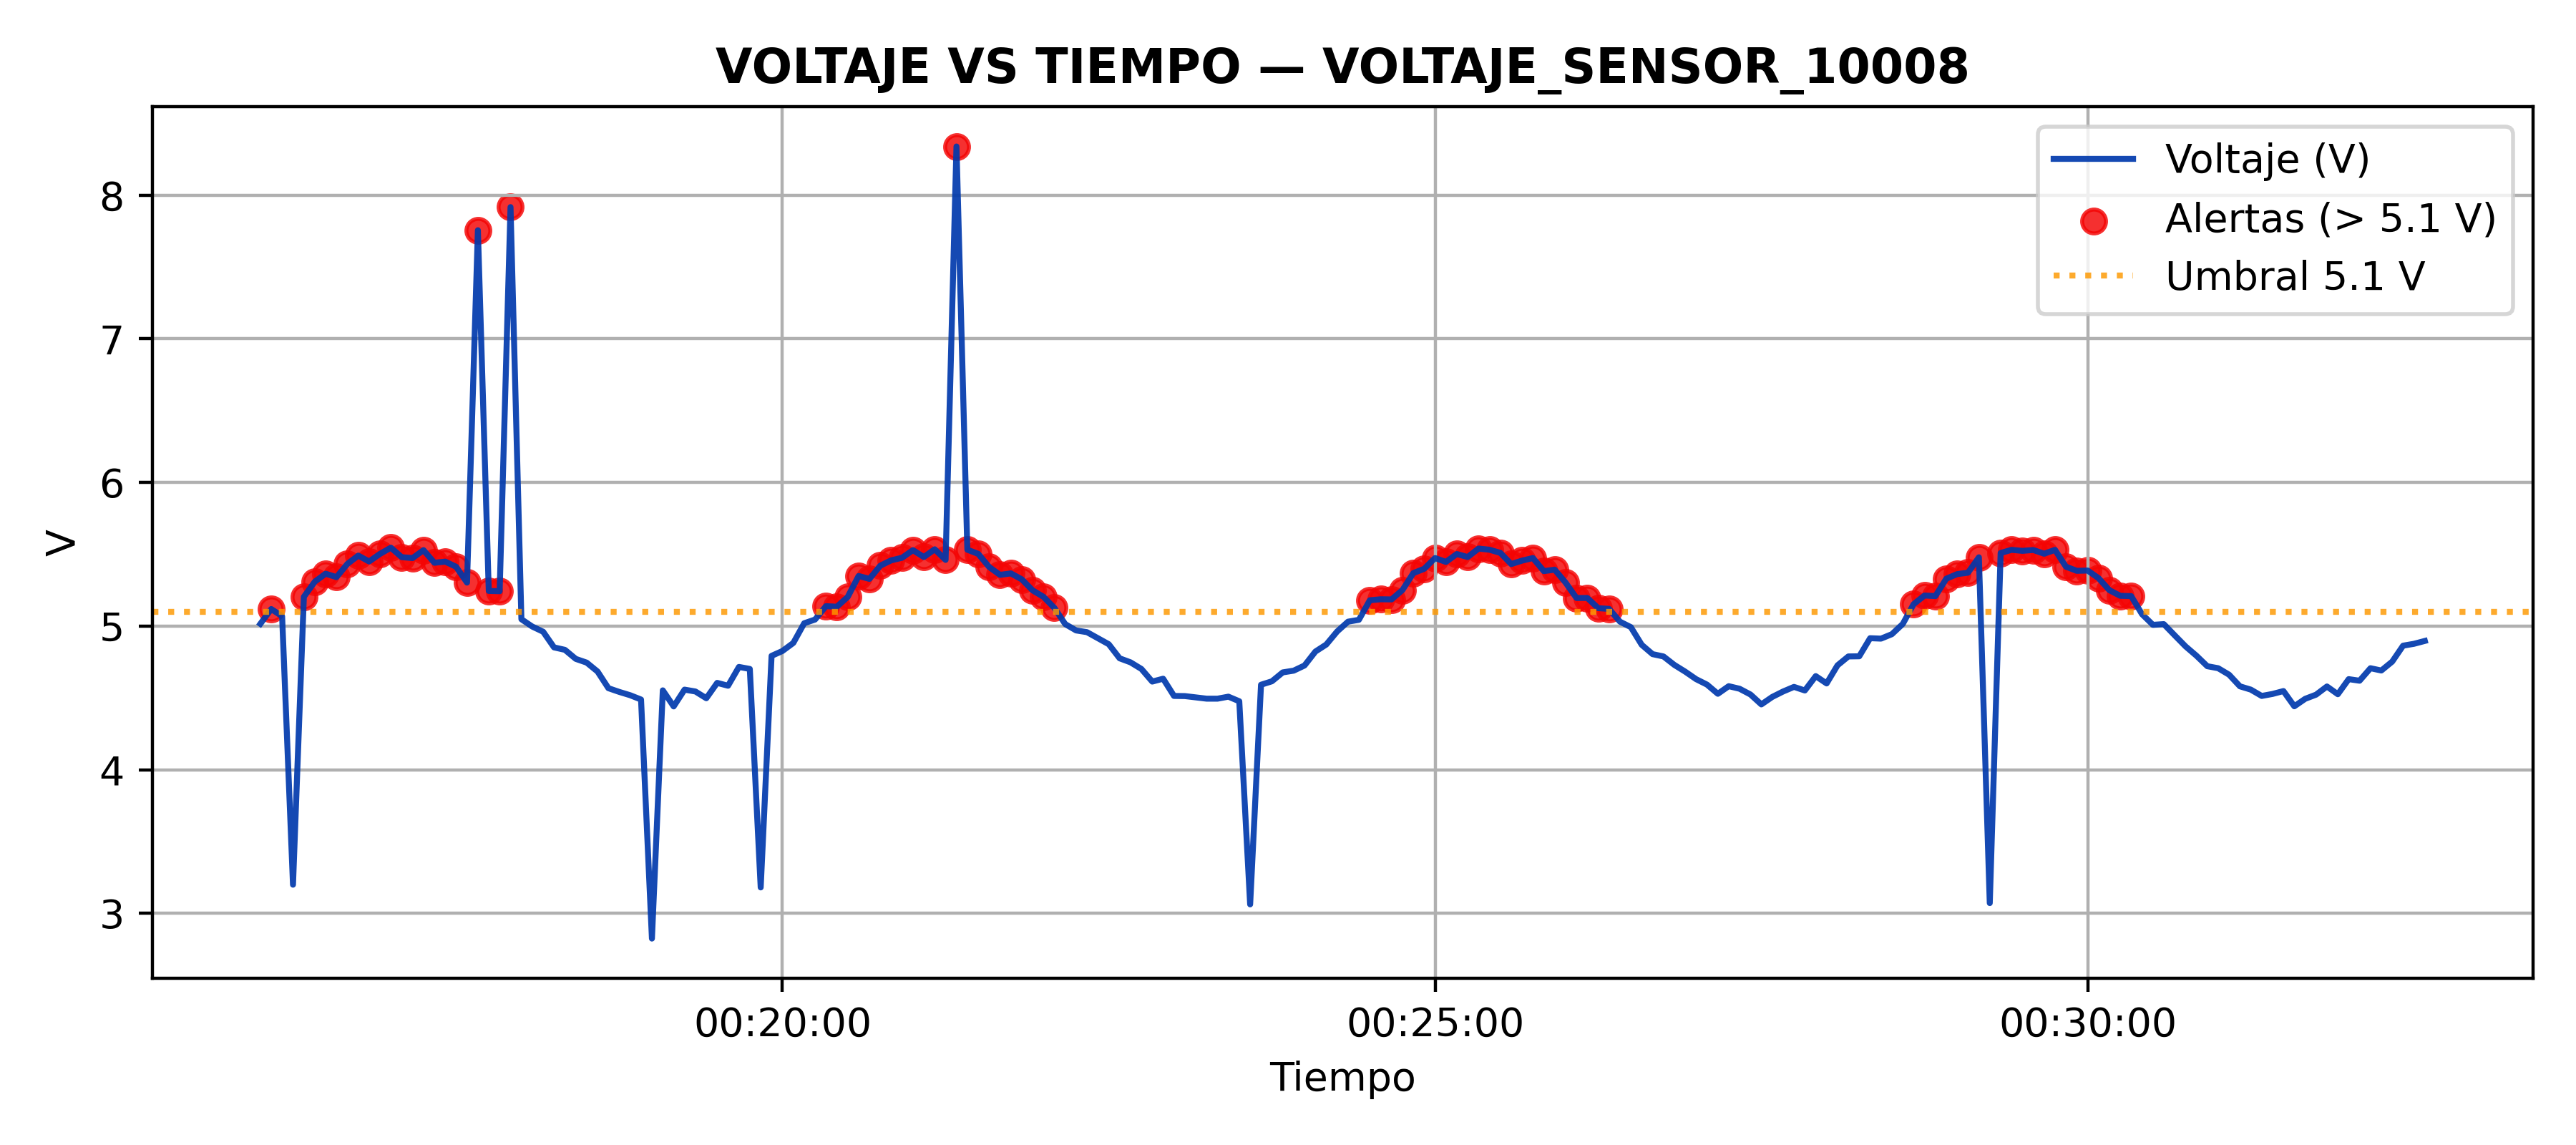 VOLTAJE VS TIEMPO — VOLTAJE_SENSOR_10008
Voltaje (V)
Alertas (> 5.1 V)
Umbral 5.1 V
V
8
7
6
5
4
3
00:20:00
00:25:00
00:30:00
Tiempo